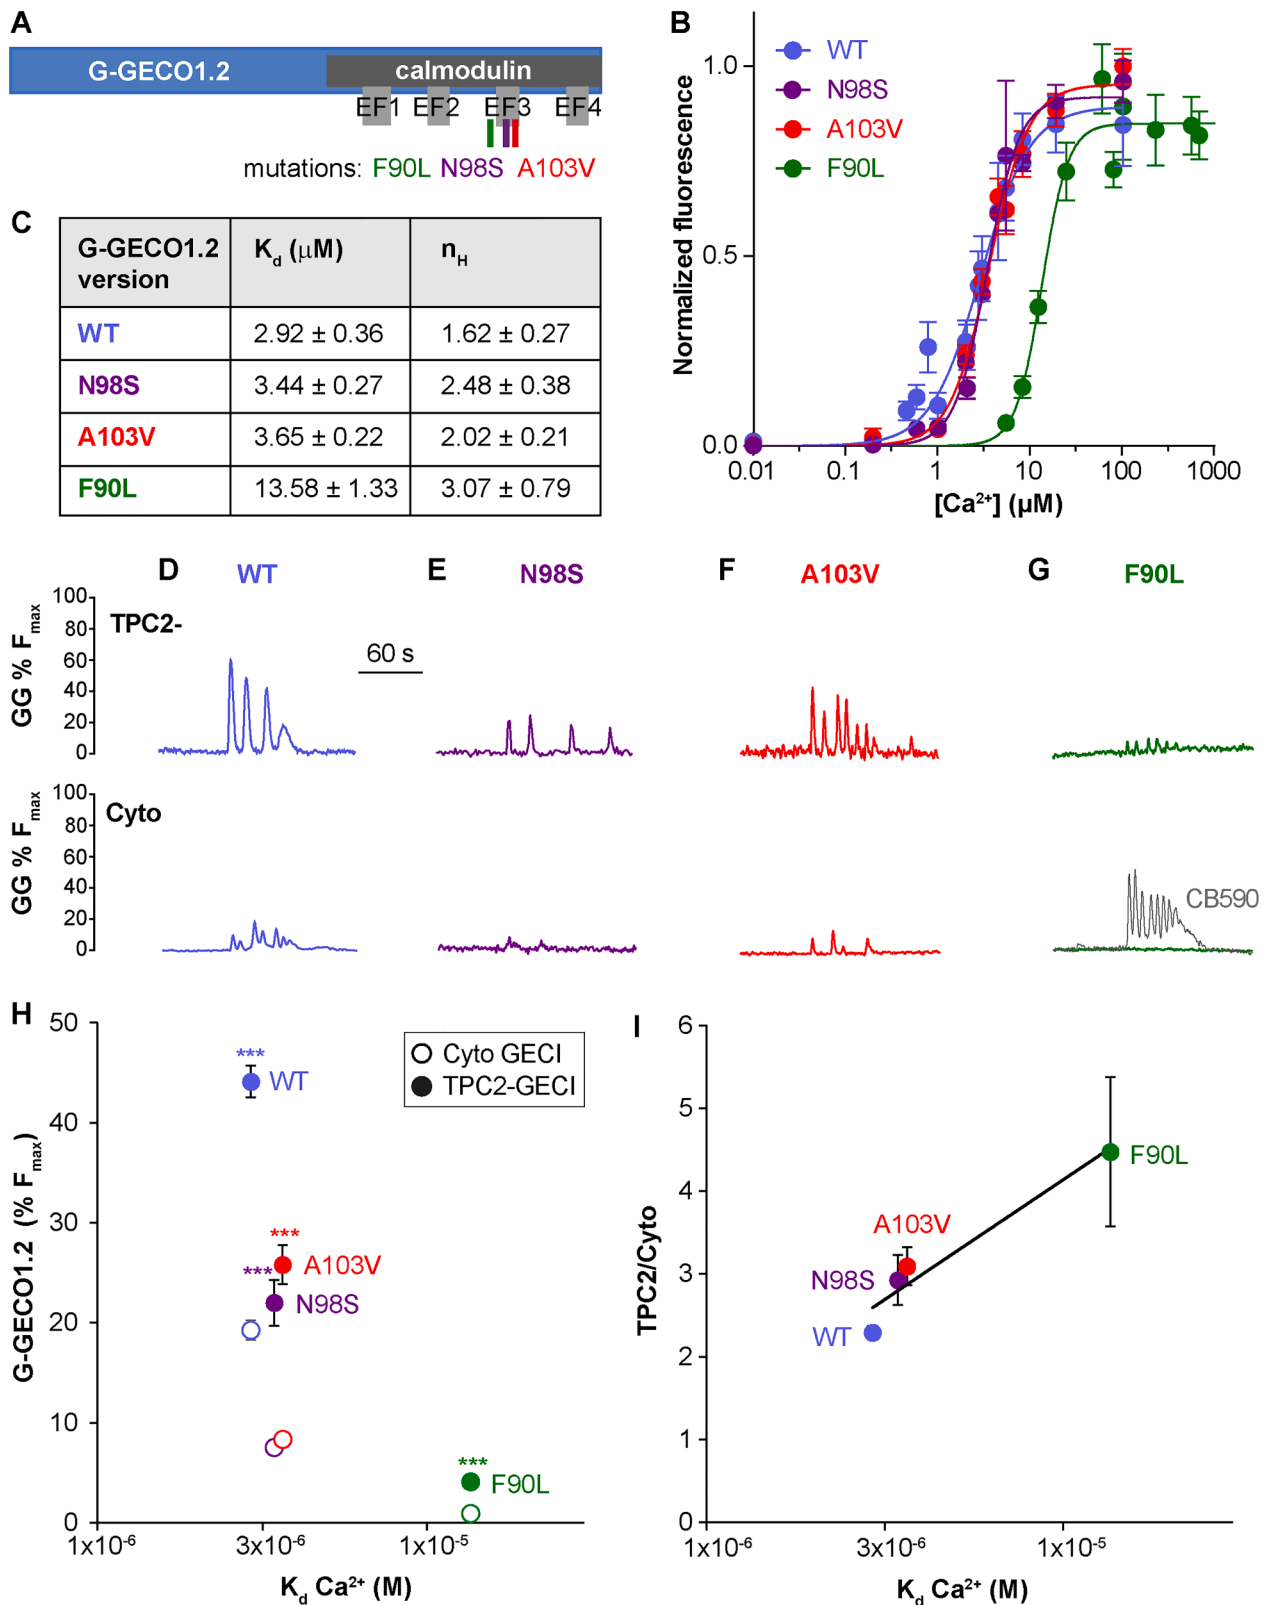 A
G-GECO1.2
calmodulin
EF1 EF2 EF3 EF4
mutations: F90L N98S A103V
B
WT
N98S
A103V
F90L
Normalized fluorescence
1.0
0.5
0.0
0.01 0.1 1 10 100 1000
[Ca²⁺] (µM)
C
G-GECO1.2 version K_d (µM) n_H
WT 2.92 ± 0.36 1.62 ± 0.27
N98S 3.44 ± 0.27 2.48 ± 0.38
A103V 3.65 ± 0.22 2.02 ± 0.21
F90L 13.58 ± 1.33 3.07 ± 0.79
D WT
E N98S
F A103V
G F90L
GG % F_max
100
80
60
40
20
0
TPC2-
60 s
GG % F_max
100
80
60
40
20
0
Cyto
CB590
H
G-GECO1.2 (% F_max)
50
40
30
20
10
0
Cyto GECI
TPC2-GECI
***
WT
***
A103V
***
N98S
***
F90L
1x10⁻⁶ 3x10⁻⁶ 1x10⁻⁵
K_d Ca²⁺ (M)
I
TPC2/Cyto
6
5
4
3
2
1
0
F90L
A103V
N98S
WT
1x10⁻⁶ 3x10⁻⁶ 1x10⁻⁵
K_d Ca²⁺ (M)